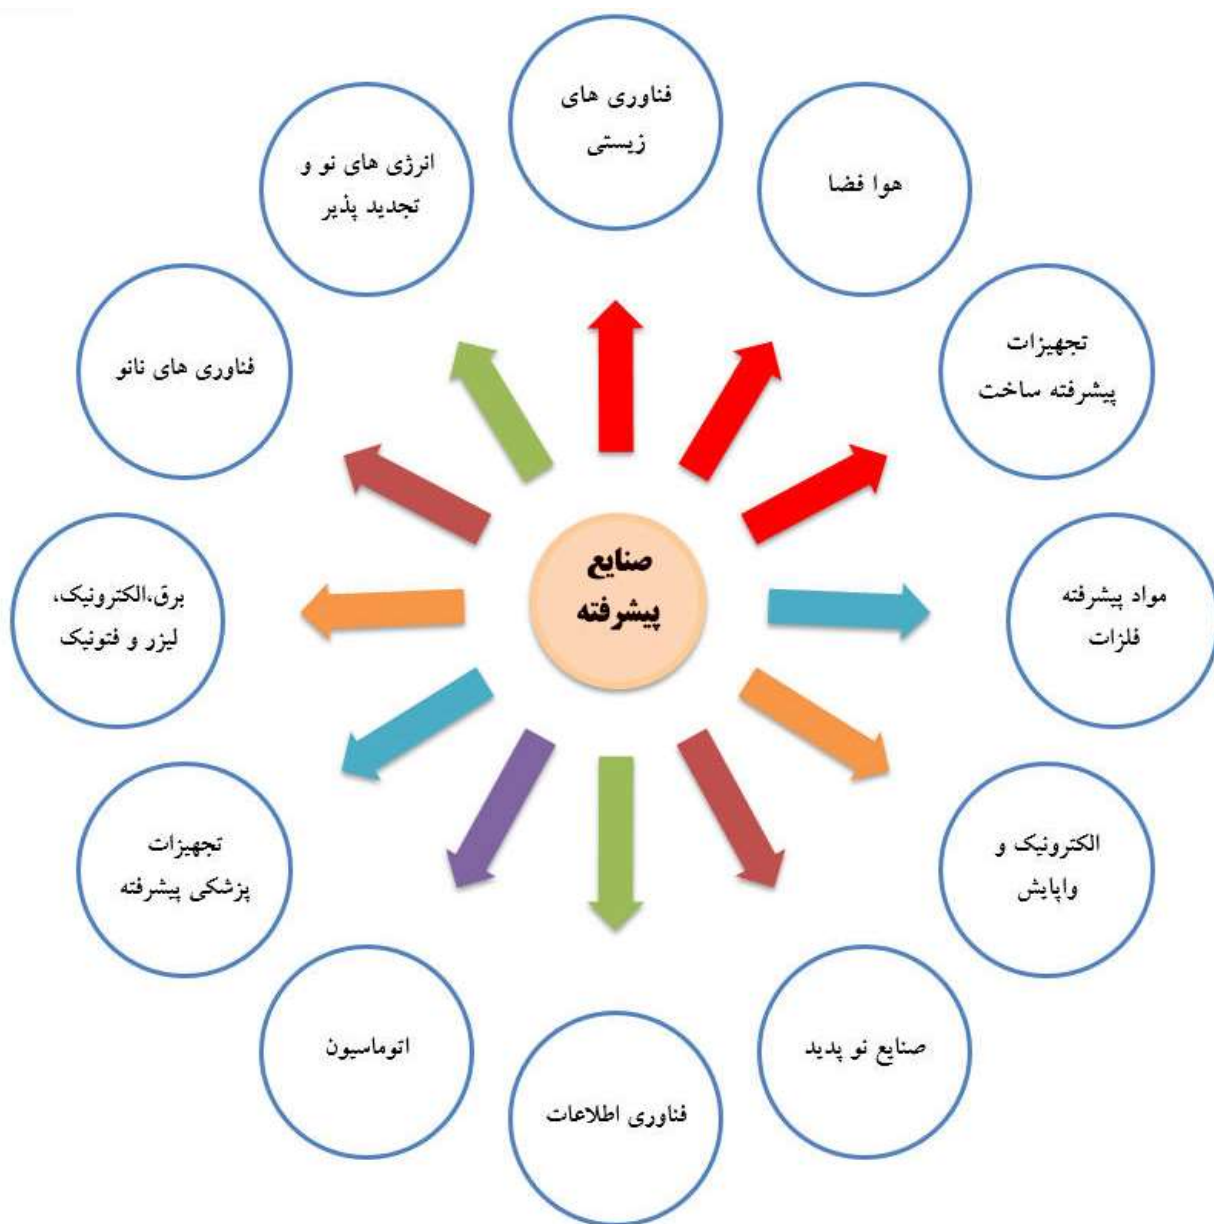 فناوری های
زیستی
هوا فضا
تجهیزات
پیشرفته ساخت
مواد پیشرفته
فلزات
الکترونیک و
واپایش
صنایع نو پدید
فناوری اطلاعات
اتوماسیون
تجهیزات
پزشکی پیشرفته
برق،الکترونیک،
لیزر و فتونیک
فناوری های نانو
انرژی های نو و
تجدید پذیر
صنایع
پیشرفته